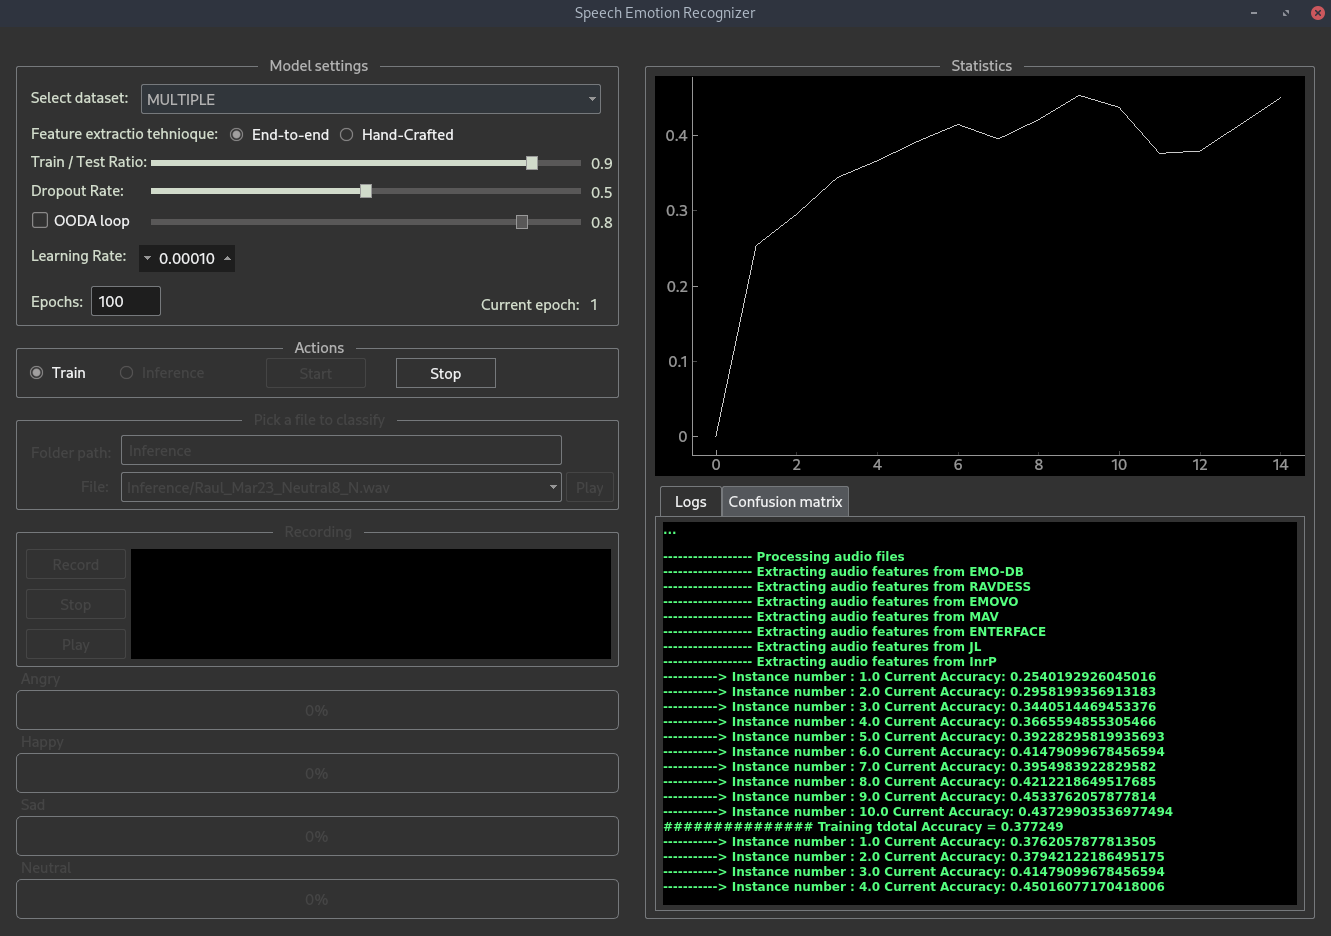 Speech Emotion Recognizer
Model settings
Select dataset: MULTIPLE
Feature extractio tehnioque: End-to-end Hand-Crafted
Train / Test Ratio: 0.9
Dropout Rate: 0.5
OODA loop 0.8
Learning Rate: 0.00010
Epochs: 100 Current epoch: 1
Actions
Train Inference Start Stop
Pick a file to classify
Folder path: Inference
File: Inference/Raul_Mar23_Neutral8_N.wav Play
Recording
Record
Stop
Play
Angry
0%
Happy
0%
Sad
0%
Neutral
0%
Statistics
0.4
0.3
0.2
0.1
0
0 2 4 6 8 10 12 14
Logs Confusion matrix
...
------------------ Processing audio files
------------------ Extracting audio features from EMO-DB
------------------ Extracting audio features from RAVDESS
------------------ Extracting audio features from EMOVO
------------------ Extracting audio features from MAV
------------------ Extracting audio features from ENTERFACE
------------------ Extracting audio features from JL
------------------ Extracting audio features from InrP
-----------> Instance number : 1.0 Current Accuracy: 0.2540192926045016
-----------> Instance number : 2.0 Current Accuracy: 0.2958199356913183
-----------> Instance number : 3.0 Current Accuracy: 0.3440514469453376
-----------> Instance number : 4.0 Current Accuracy: 0.3665594855305466
-----------> Instance number : 5.0 Current Accuracy: 0.39228295819935693
-----------> Instance number : 6.0 Current Accuracy: 0.41479099678456594
-----------> Instance number : 7.0 Current Accuracy: 0.3954983922829582
-----------> Instance number : 8.0 Current Accuracy: 0.4212218649517685
-----------> Instance number : 9.0 Current Accuracy: 0.4533762057877814
-----------> Instance number : 10.0 Current Accuracy: 0.43729903536977494
############### Training tdotal Accuracy = 0.377249
-----------> Instance number : 1.0 Current Accuracy: 0.3762057877813505
-----------> Instance number : 2.0 Current Accuracy: 0.37942122186495175
-----------> Instance number : 3.0 Current Accuracy: 0.41479099678456594
-----------> Instance number : 4.0 Current Accuracy: 0.45016077170418006